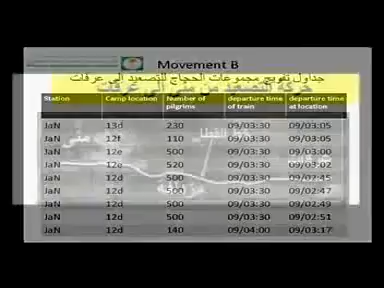 Movement B
جداول تفويج مجموعات الحجاج للتصعيد الى عرفات
حركة التصعيد من منى إلى عرفات
Station Camp location Number of pilgrims departure time of train departure time at location
JaN 13d 230 09/03:30 09/03:05
JaN 12f 110 09/03:30 09/03:05
JaN 12e 500 09/03:30 09/03:00
JaN 12e 520 09/03:30 09/03:02
JaN 12d 500 09/03:30 09/02:45
JaN 12d 500 09/03:30 09/02:47
JaN 12d 500 09/03:30 09/02:49
JaN 12d 500 09/03:30 09/02:51
JaN 12d 140 09/04:00 09/03:17